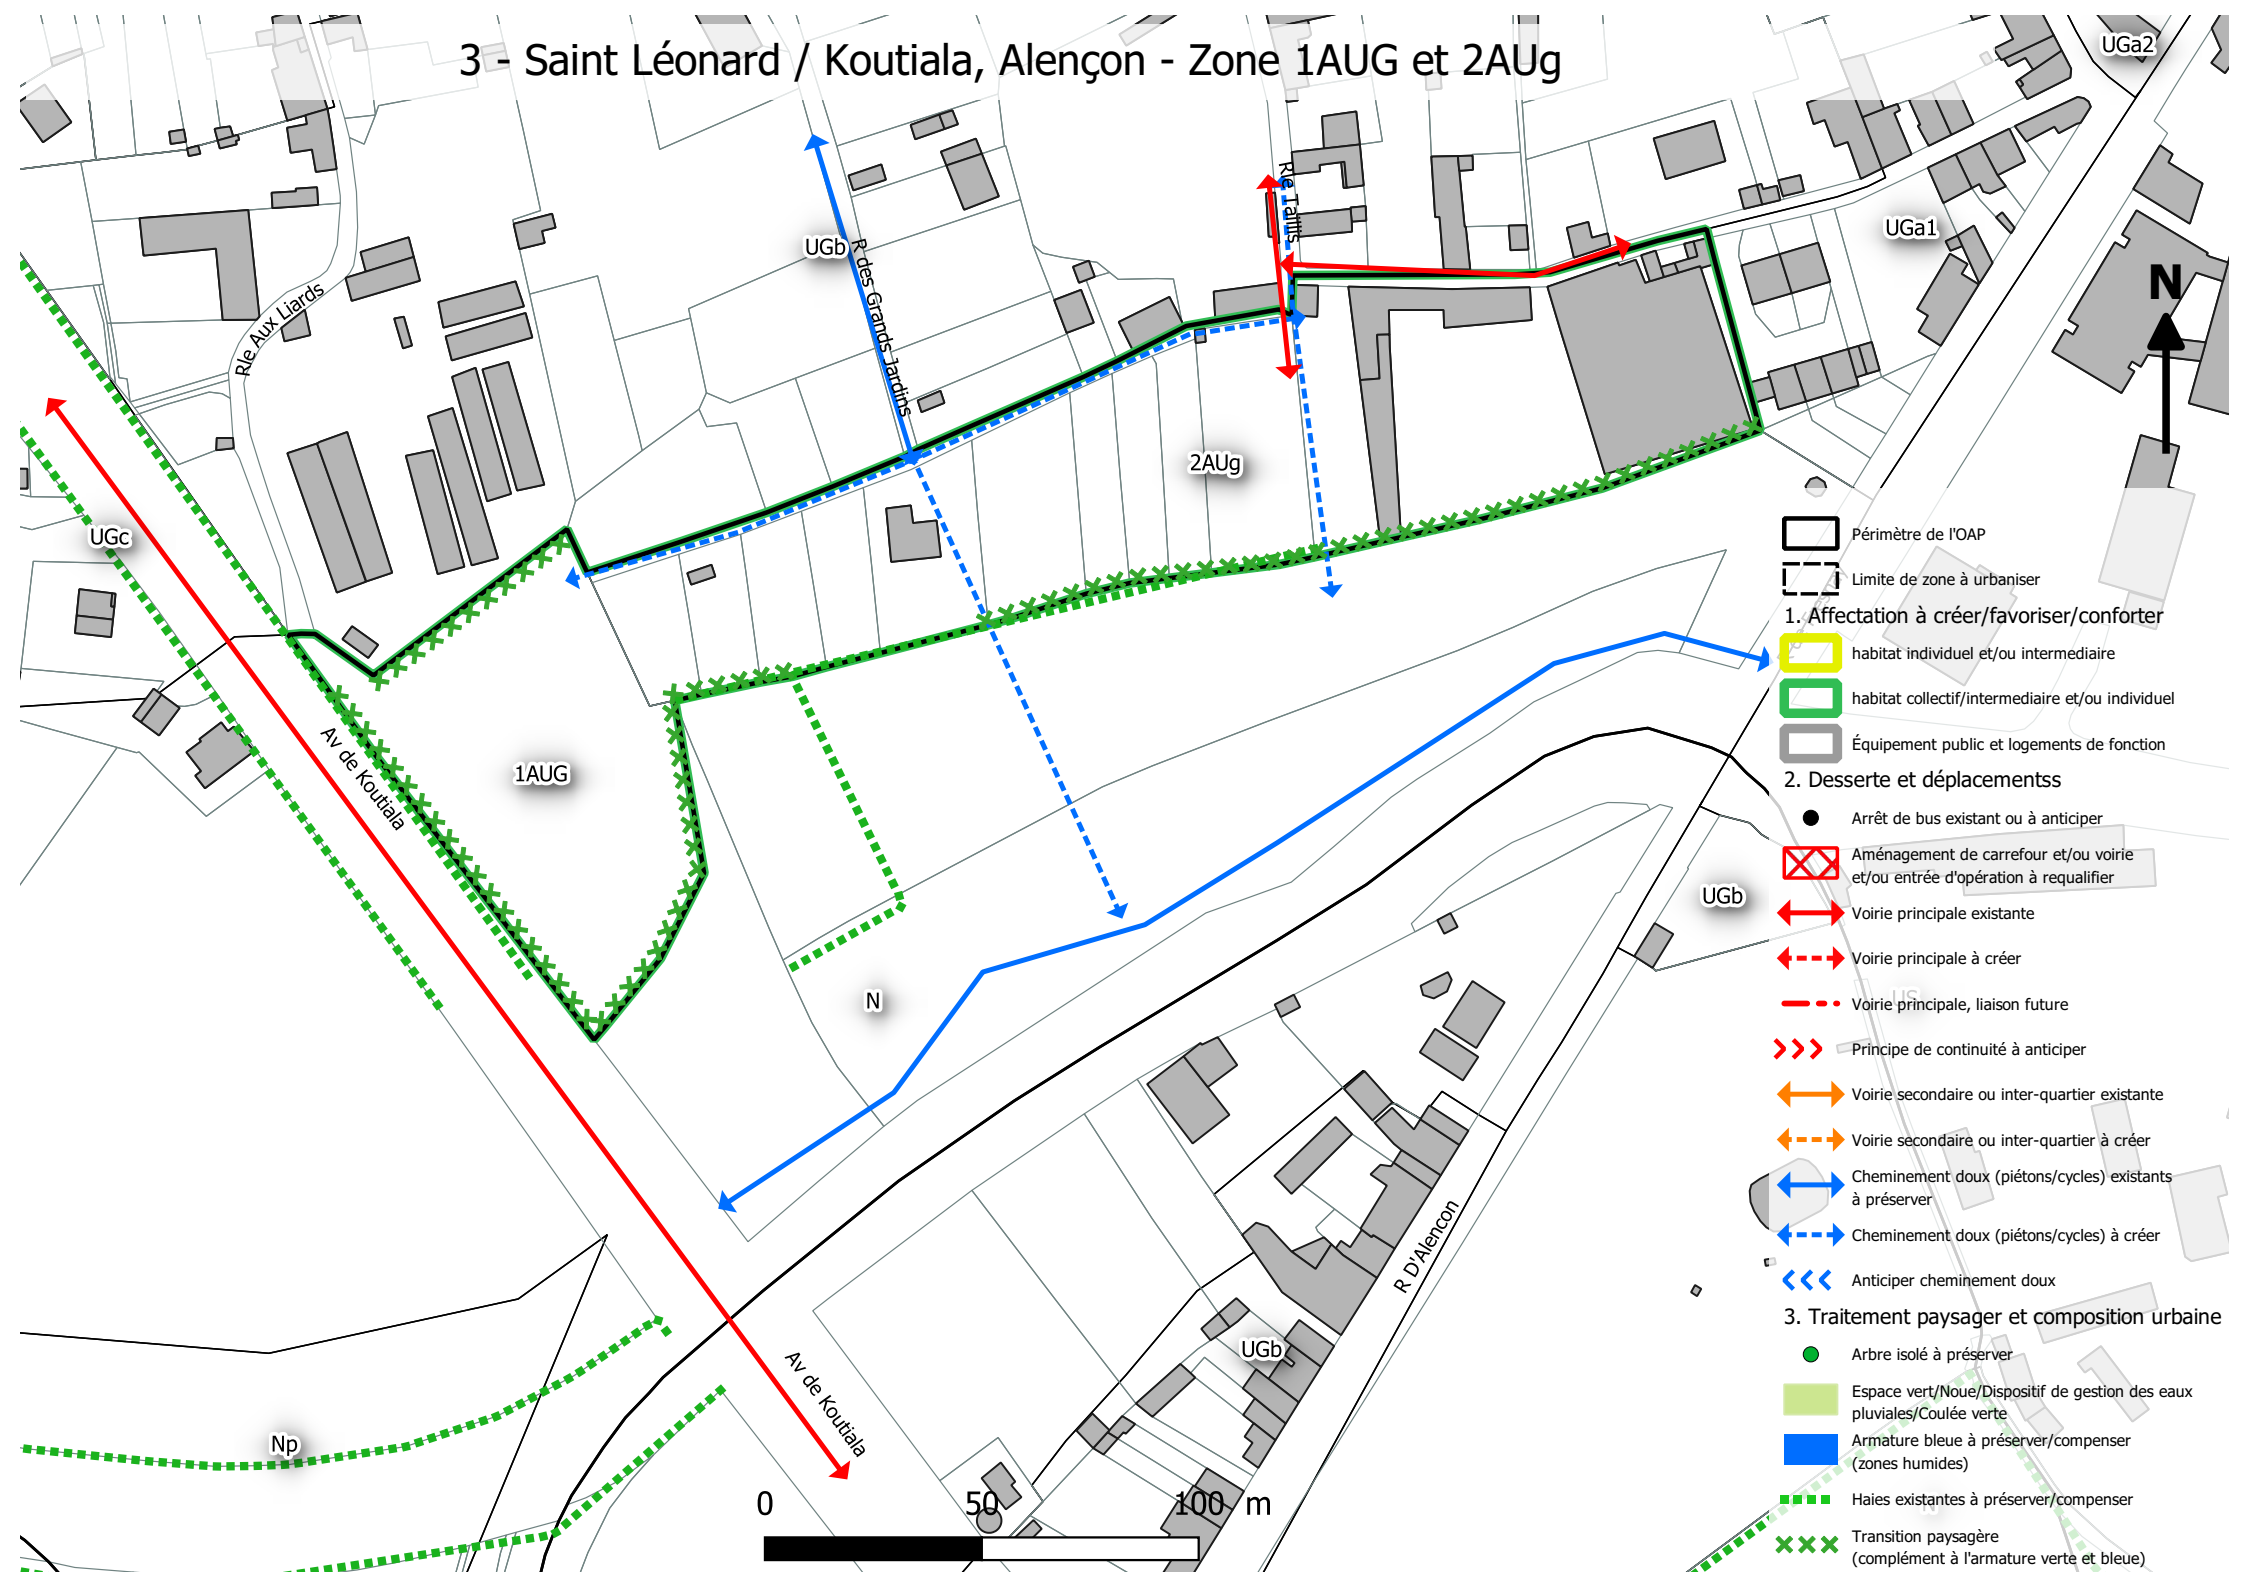 3 - Saint Léonard / Koutiala, Alençon - Zone 1AUG et 2AUg
UGa2
Rle Taillis
UGb
R des Grands Jardins
UGa1
N
Rle Aux Liards
2AUg
UGc
Av de Koutiala
1AUG
N
UGb
US
R D'Alencon
UGb
Av de Koutiala
Np
0 50 100 m
Périmètre de l'OAP
Limite de zone à urbaniser
1. Affectation à créer/favoriser/conforter
habitat individuel et/ou intermediaire
habitat collectif/intermediaire et/ou individuel
Équipement public et logements de fonction
2. Desserte et déplacementss
Arrêt de bus existant ou à anticiper
Aménagement de carrefour et/ou voirie
et/ou entrée d'opération à requalifier
Voirie principale existante
Voirie principale à créer
Voirie principale, liaison future
Principe de continuité à anticiper
Voirie secondaire ou inter-quartier existante
Voirie secondaire ou inter-quartier à créer
Cheminement doux (piétons/cycles) existants
à préserver
Cheminement doux (piétons/cycles) à créer
Anticiper cheminement doux
3. Traitement paysager et composition urbaine
Arbre isolé à préserver
Espace vert/Noue/Dispositif de gestion des eaux
pluviales/Coulée verte
Armature bleue à préserver/compenser
(zones humides)
Haies existantes à préserver/compenser
Transition paysagère
(complément à l'armature verte et bleue)